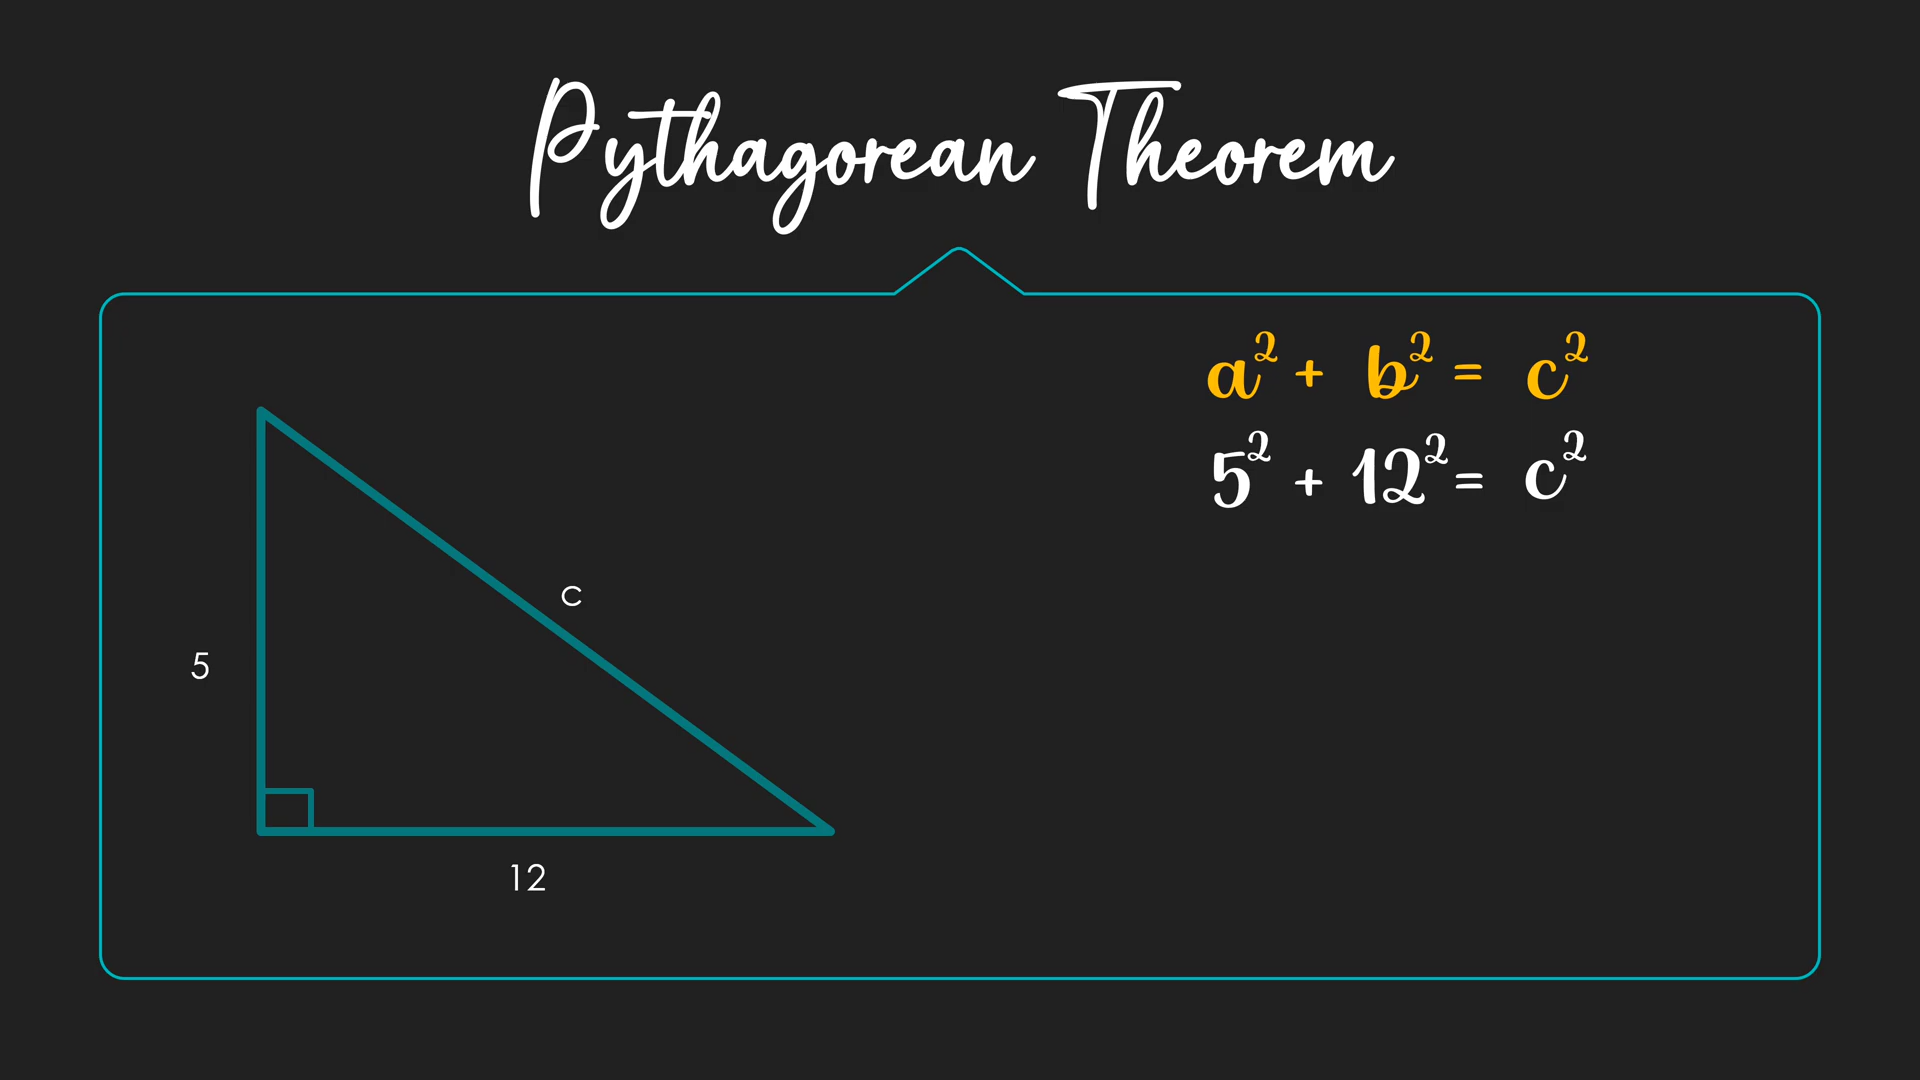 Pythagorean Theorem
a² + b² = c²
5² + 12² = c²
c
5
12